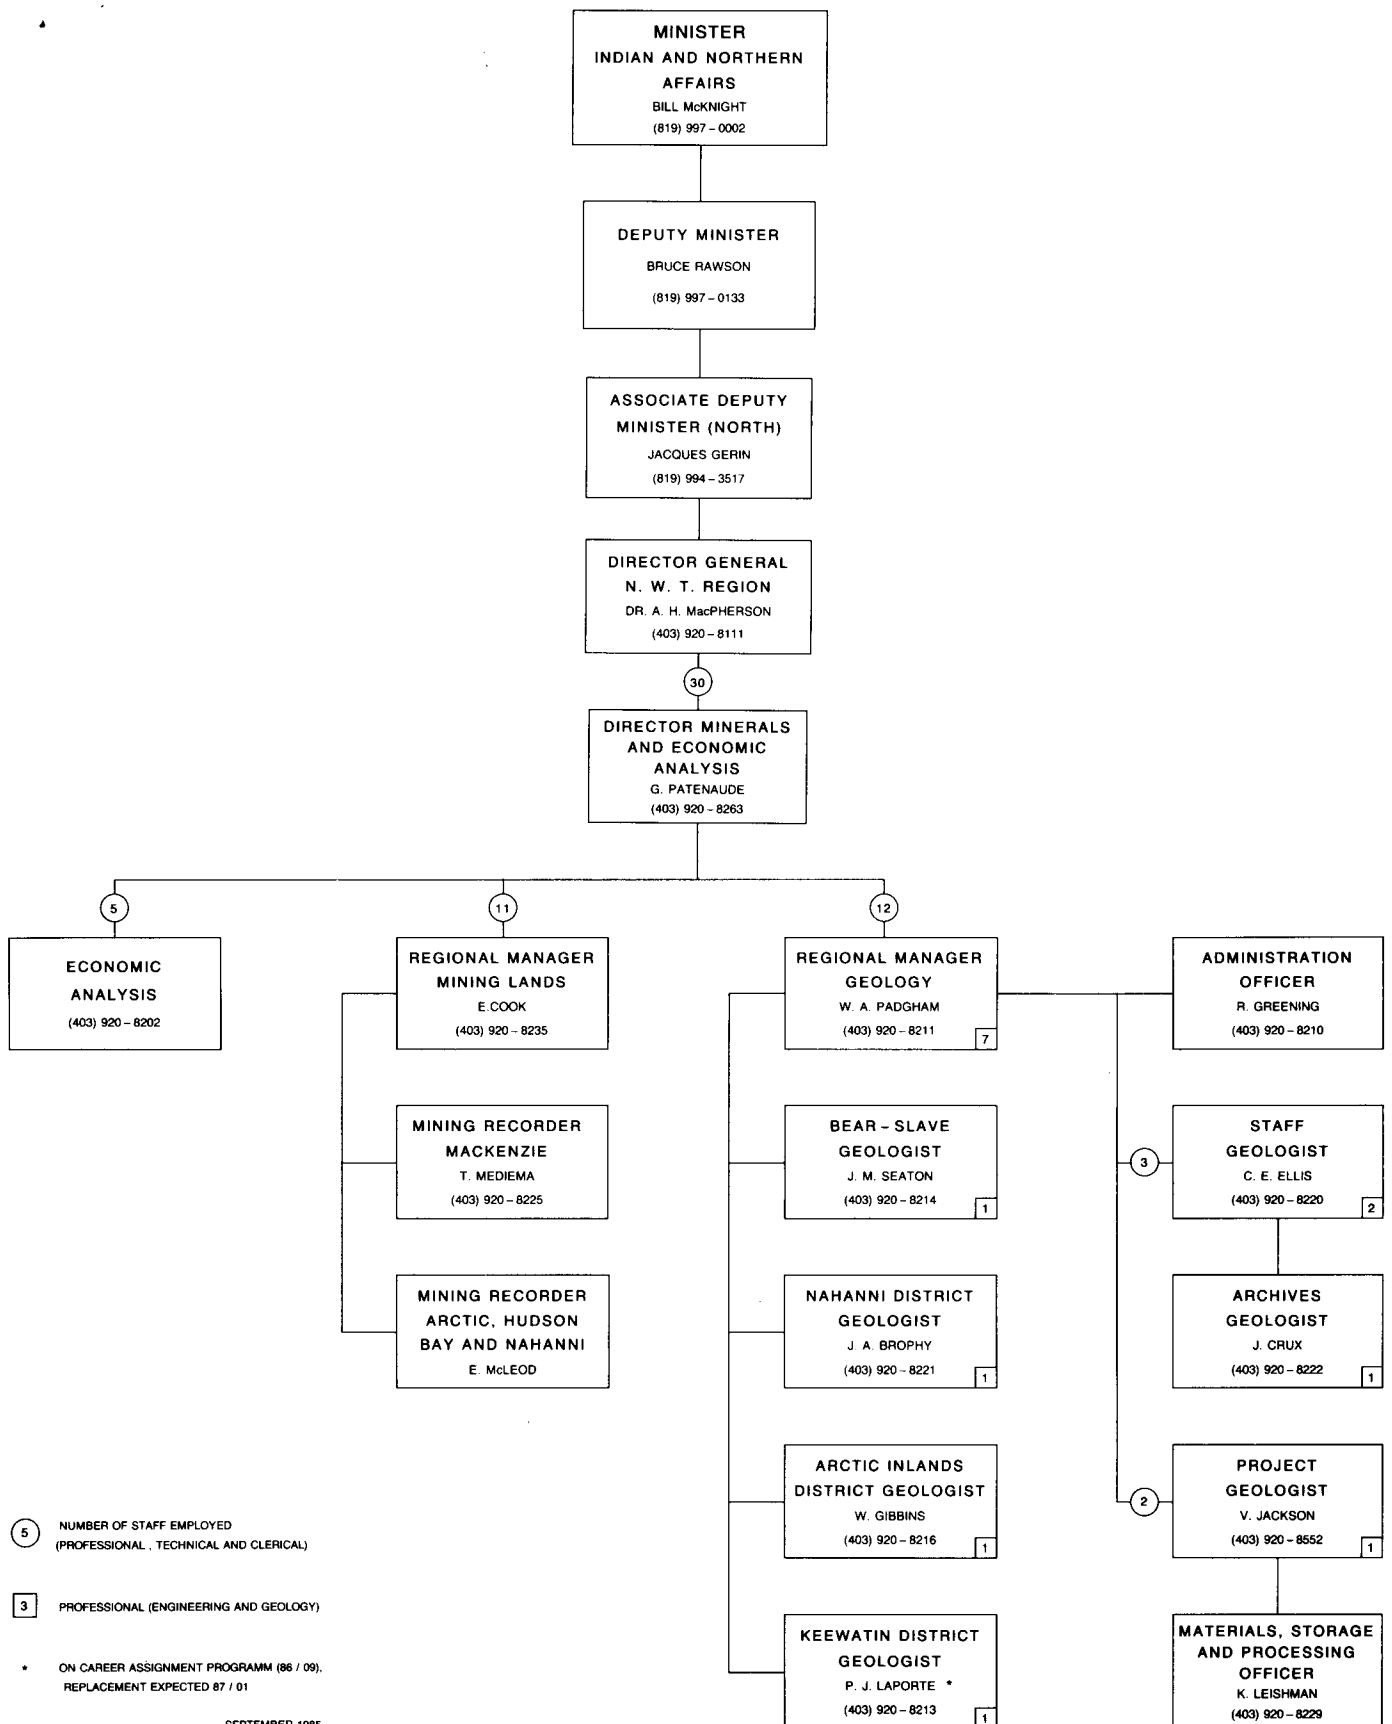 MINISTER
INDIAN AND NORTHERN
AFFAIRS
BILL McKNIGHT
(819) 997-0002
DEPUTY MINISTER
BRUCE RAWSON
(819) 997-0133
ASSOCIATE DEPUTY
MINISTER (NORTH)
JACQUES GERIN
(819) 994-3517
DIRECTOR GENERAL
N. W. T. REGION
DR. A. H. MacPHERSON
(403) 920-8111
30
DIRECTOR MINERALS
AND ECONOMIC
ANALYSIS
G. PATENAUDE
(403) 920-8263
5
ECONOMIC
ANALYSIS
(403) 920-8202
11
REGIONAL MANAGER
MINING LANDS
E.COOK
(403) 920-8235
MINING RECORDER
MACKENZIE
T. MEDIEMA
(403) 920-8225
MINING RECORDER
ARCTIC, HUDSON
BAY AND NAHANNI
E. McLEOD
12
REGIONAL MANAGER
GEOLOGY
W. A. PADGHAM
(403) 920-8211
7
BEAR-SLAVE
GEOLOGIST
J. M. SEATON
(403) 920-8214
1
NAHANNI DISTRICT
GEOLOGIST
J. A. BROPHY
(403) 920-8221
1
ARCTIC INLANDS
DISTRICT GEOLOGIST
W. GIBBINS
(403) 920-8216
1
KEEWATIN DISTRICT
GEOLOGIST
P. J. LAPORTE *
(403) 920-8213
1
ADMINISTRATION
OFFICER
R. GREENING
(403) 920-8210
3
STAFF
GEOLOGIST
C. E. ELLIS
(403) 920-8220
2
ARCHIVES
GEOLOGIST
J. CRUX
(403) 920-8222
1
2
PROJECT
GEOLOGIST
V. JACKSON
(403) 920-8552
1
MATERIALS, STORAGE
AND PROCESSING
OFFICER
K. LEISHMAN
(403) 920-8229
5 NUMBER OF STAFF EMPLOYED
(PROFESSIONAL, TECHNICAL AND CLERICAL)
3 PROFESSIONAL (ENGINEERING AND GEOLOGY)
* ON CAREER ASSIGNMENT PROGRAMM (86 / 09),
REPLACEMENT EXPECTED 87 / 01
SEPTEMBER